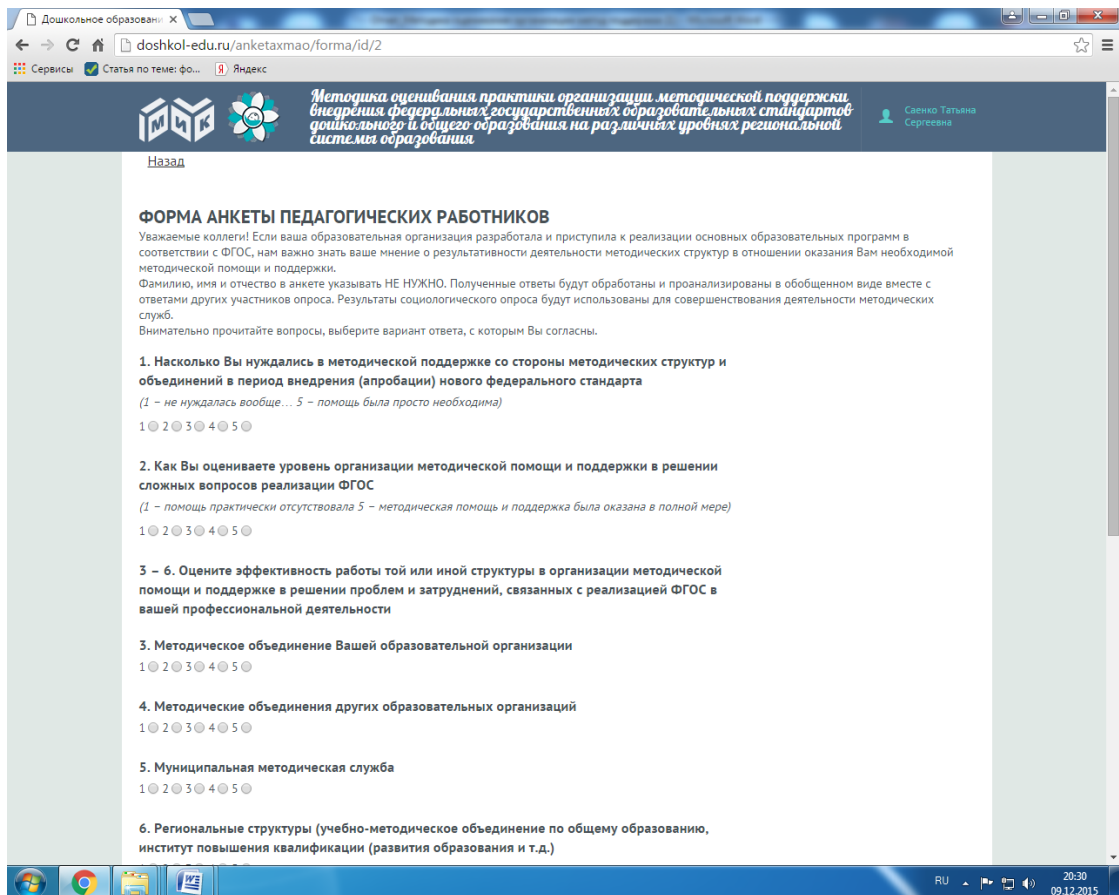 Дошкольное образовани
doshkol-edu.ru/anketaxmao/forma/id/2
Сервисы Статья по теме: фо... Я Яндекс
ММК
Методика оценивания практики организации методической поддержки
внедрения федеральных государственных образовательных стандартов
дошкольного и общего образования на различных уровнях региональной
системы образования
Саенко Татьяна
Сергеевна
Назад
ФОРМА АНКЕТЫ ПЕДАГОГИЧЕСКИХ РАБОТНИКОВ
Уважаемые коллеги! Если ваша образовательная организация разработала и приступила к реализации основных образовательных программ в
соответствии с ФГОС, нам важно знать ваше мнение о результативности деятельности методических структур в отношении оказания Вам необходимой
методической помощи и поддержки.
Фамилию, имя и отчество в анкете указывать НЕ НУЖНО. Полученные ответы будут обработаны и проанализированы в обобщенном виде вместе с
ответами других участников опроса. Результаты социологического опроса будут использованы для совершенствования деятельности методических
служб.
Внимательно прочитайте вопросы, выберите вариант ответа, с которым Вы согласны.
1. Насколько Вы нуждались в методической поддержке со стороны методических структур и
объединений в период внедрения (апробации) нового федерального стандарта
(1 – не нуждалась вообще... 5 – помощь была просто необходима)
1 2 3 4 5
2. Как Вы оцениваете уровень организации методической помощи и поддержки в решении
сложных вопросов реализации ФГОС
(1 – помощь практически отсутствовала 5 – методическая помощь и поддержка была оказана в полной мере)
1 2 3 4 5
3 – 6. Оцените эффективность работы той или иной структуры в организации методической
помощи и поддержке в решении проблем и затруднений, связанных с реализацией ФГОС в
вашей профессиональной деятельности
3. Методическое объединение Вашей образовательной организации
1 2 3 4 5
4. Методические объединения других образовательных организаций
1 2 3 4 5
5. Муниципальная методическая служба
1 2 3 4 5
6. Региональные структуры (учебно-методическое объединение по общему образованию,
институт повышения квалификации (развития образования и т.д.)
RU
20:30
09.12.2015